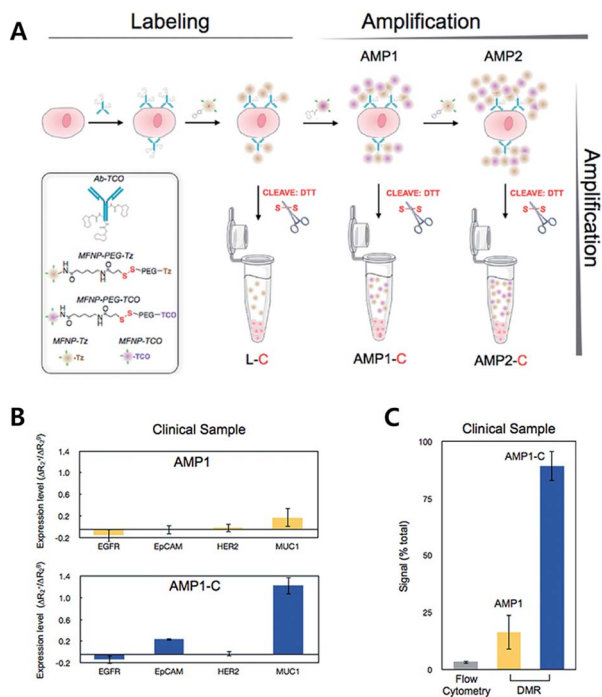 A
Labeling
Amplification
AMP1
AMP2
CLEAVE: DTT
S-S
CLEAVE: DTT
S-S
CLEAVE: DTT
S-S
Amplification
Ab-TCO
MFNP-PEG-Tz
HN
O
N
H
O
S
S
PEG
Tz
MFNP-PEG-TCO
HN
O
N
H
O
S
S
PEG
TCO
MFNP-Tz
MFNP-TCO
-Tz
-TCO
L-C
AMP1-C
AMP2-C
B
Clinical Sample
AMP1
Expression level
1,4
1,0
0.6
0.2
-0.2
EGFR
EpCAM
HER2
MUC1
AMP1-C
Expression level
1,4
1,0
0.6
0.2
-0.2
EGFR
EpCAM
HER2
MUC1
C
Clinical Sample
Signal (% total)
100
75
50
25
0
AMP1-C
AMP1
Flow
Cytometry
DMR